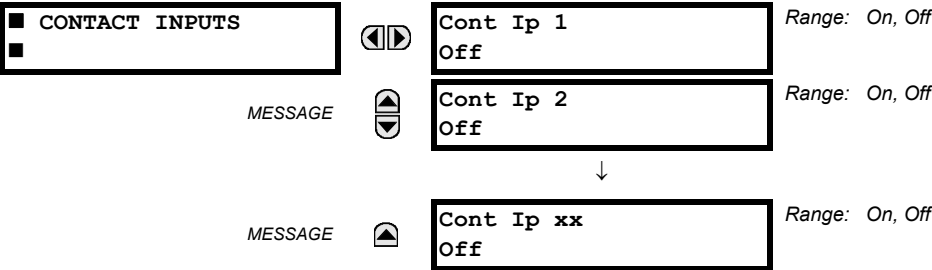 ■ CONTACT INPUTS
■
Cont Ip 1
Off
Range: On, Off
MESSAGE
Cont Ip 2
Off
Range: On, Off
↓
MESSAGE
Cont Ip xx
Off
Range: On, Off